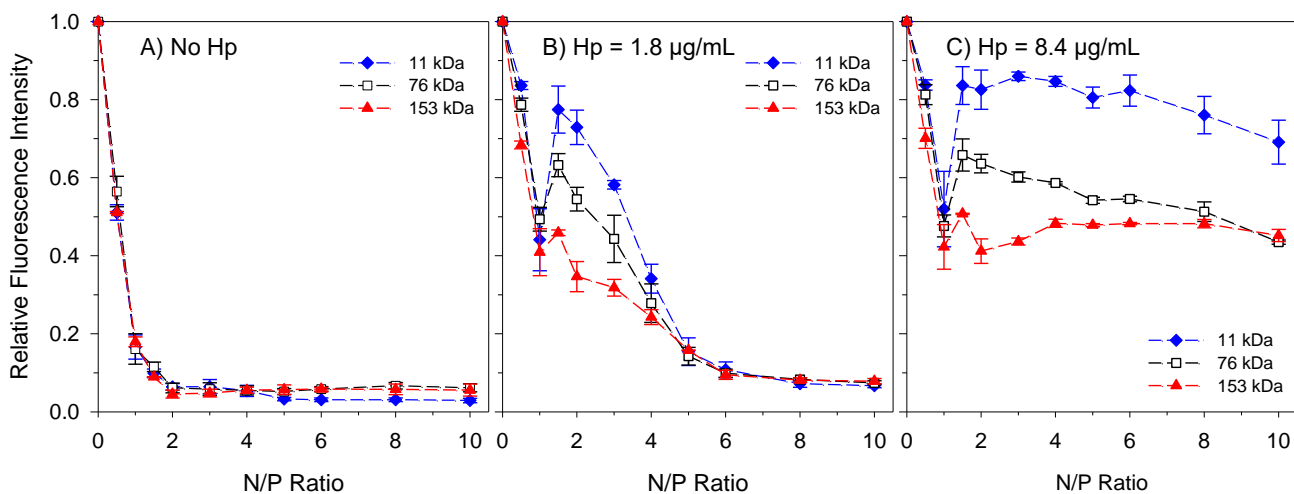 Relative Fluorescence Intensity
1.0
0.8
0.6
0.4
0.2
0.0
A) No Hp
11 kDa
76 kDa
153 kDa
0 2 4 6 8 10
N/P Ratio
B) Hp = 1.8 µg/mL
11 kDa
76 kDa
153 kDa
0 2 4 6 8 10
N/P Ratio
C) Hp = 8.4 µg/mL
11 kDa
76 kDa
153 kDa
0 2 4 6 8 10
N/P Ratio